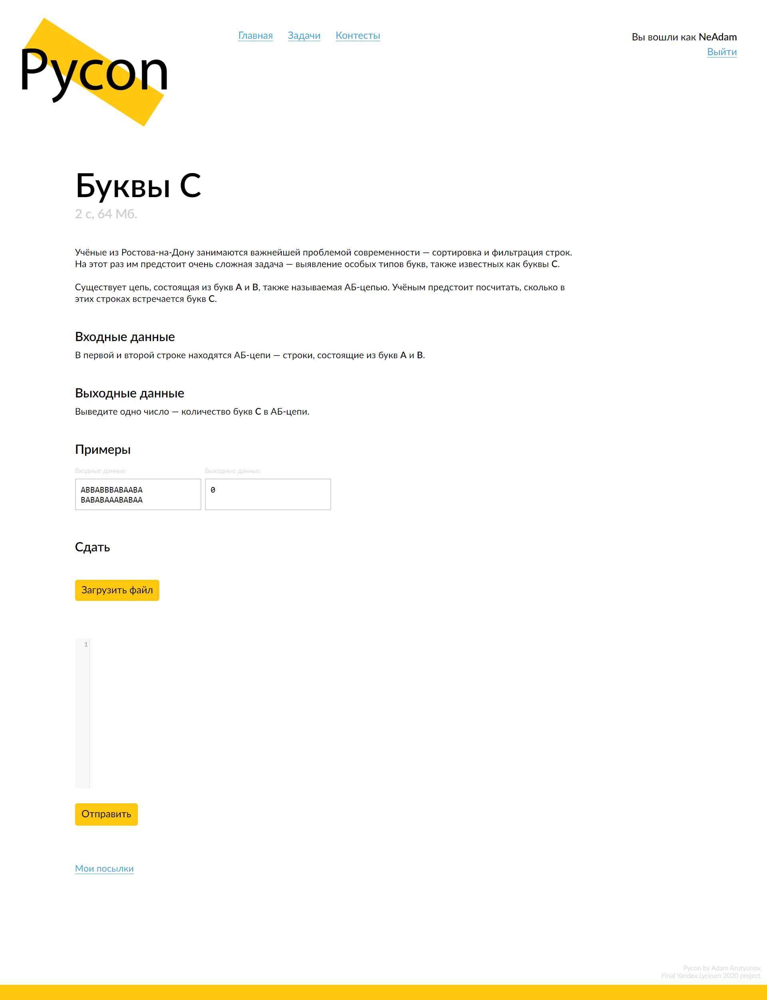 Pycon
Главная Задачи Контесты
Вы вошли как NeAdam
Выйти
Буквы С
2 с, 64 Мб.
Учёные из Ростова-на-Дону занимаются важнейшей проблемой современности — сортировка и фильтрация строк.
На этот раз им предстоит очень сложная задача — выявление особых типов букв, также известных как буквы C.
Существует цепь, состоящая из букв A и B, также называемая АБ-цепью. Учёным предстоит посчитать, сколько в
этих строках встречается букв C.
Входные данные
В первой и второй строке находятся АБ-цепи — строки, состоящие из букв A и B.
Выходные данные
Выведите одно число — количество букв C в АБ-цепи.
Примеры
Входные данные Выходные данные
ABBABBBABAABA
BABABAAABABAA
0
Сдать
Загрузить файл
1
Отправить
Мои посылки
Pycon by Adam Arutyunov.
Final Yandex.Lyceum 2020 project.